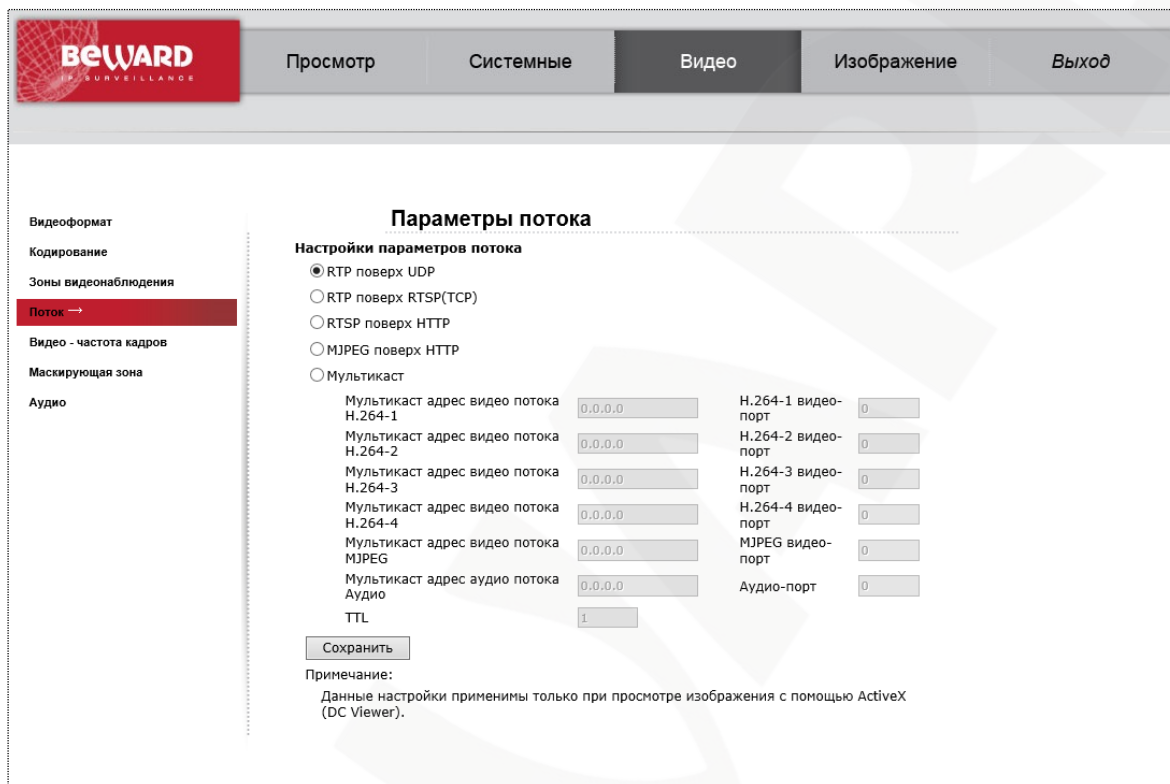 BEWARD
IP SURVEILLANCE
Просмотр
Системные
Видео
Изображение
Выход
Видеоформат
Кодирование
Зоны видеонаблюдения
Поток →
Видео - частота кадров
Маскирующая зона
Аудио
Параметры потока
Настройки параметров потока
RTP поверх UDP
RTP поверх RTSP(TCP)
RTSP поверх HTTP
MJPEG поверх HTTP
Мультикаст
Мультикаст адрес видео потока
H.264-1
0.0.0.0
H.264-1 видео-
порт
0
Мультикаст адрес видео потока
H.264-2
0.0.0.0
H.264-2 видео-
порт
0
Мультикаст адрес видео потока
H.264-3
0.0.0.0
H.264-3 видео-
порт
0
Мультикаст адрес видео потока
H.264-4
0.0.0.0
H.264-4 видео-
порт
0
Мультикаст адрес видео потока
MJPEG
0.0.0.0
MJPEG видео-
порт
0
Мультикаст адрес аудио потока
Аудио
0.0.0.0
Аудио-порт
0
TTL
1
Сохранить
Примечание:
Данные настройки применимы только при просмотре изображения с помощью ActiveX
(DC Viewer).